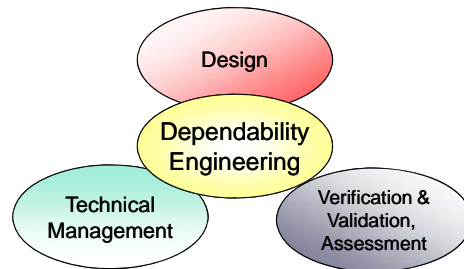 Design
Dependability
Engineering
Technical
Management
Verification &
Validation,
Assessment